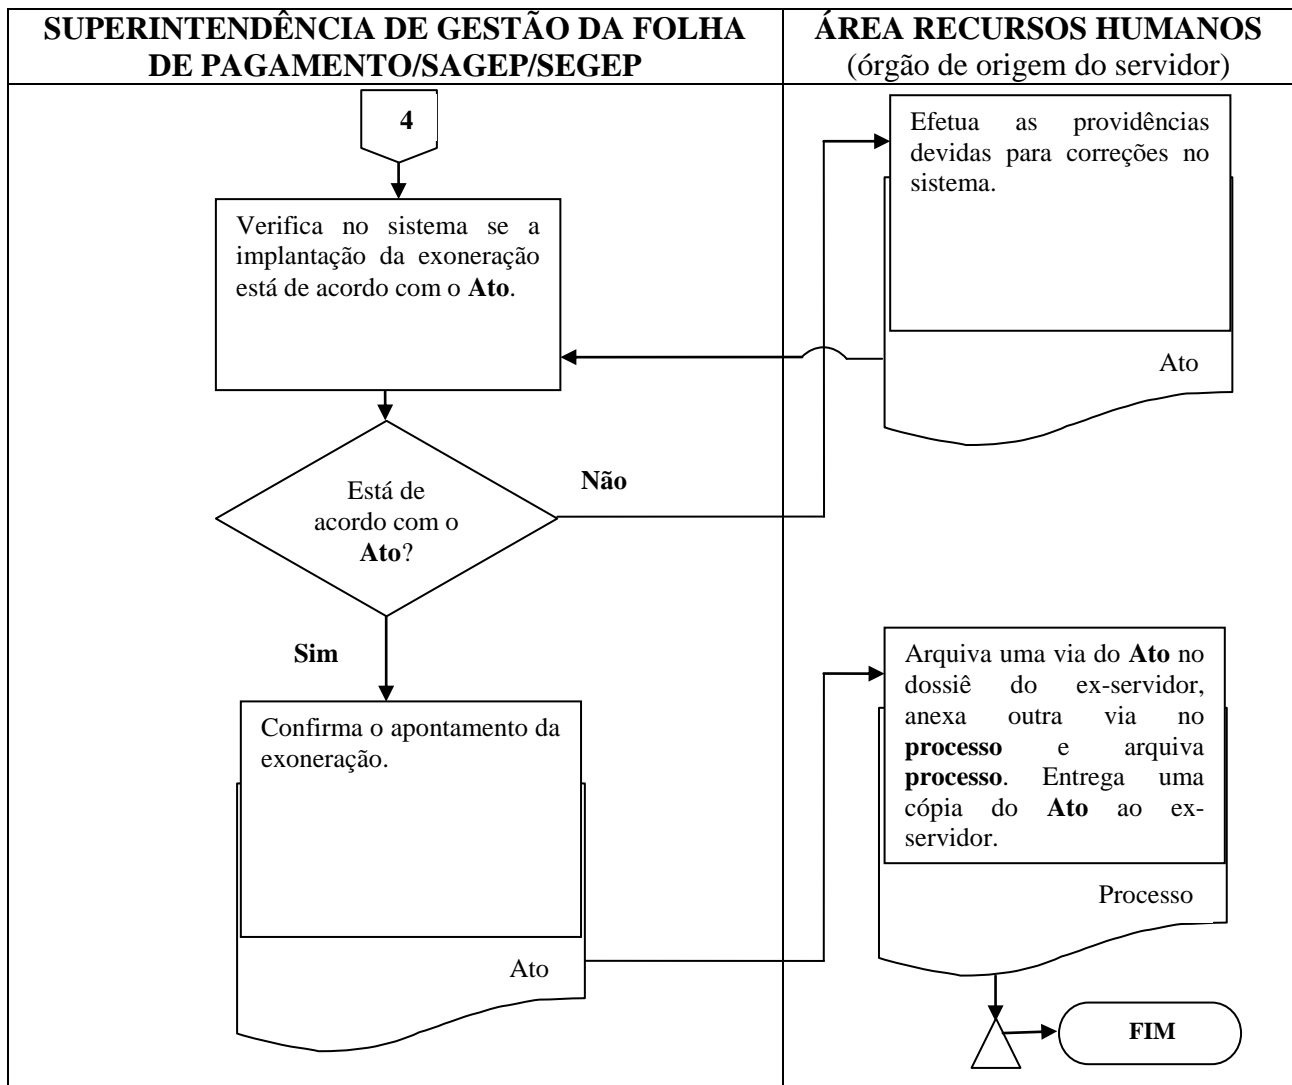 SUPERINTENDÊNCIA DE GESTÃO DA FOLHA
DE PAGAMENTO/SAGEP/SEGEP
ÁREA RECURSOS HUMANOS
(órgão de origem do servidor)
4
Verifica no sistema se a
implantação da exoneração
está de acordo com o Ato.
Efetua as providências
devidas para correções no
sistema.
Ato
Está de
acordo com o
Ato?
Não
Sim
Confirma o apontamento da
exoneração.
Ato
Arquiva uma via do Ato no
dossiê do ex-servidor,
anexa outra via no
processo e arquiva
processo. Entrega uma
cópia do Ato ao ex-
servidor.
Processo
FIM